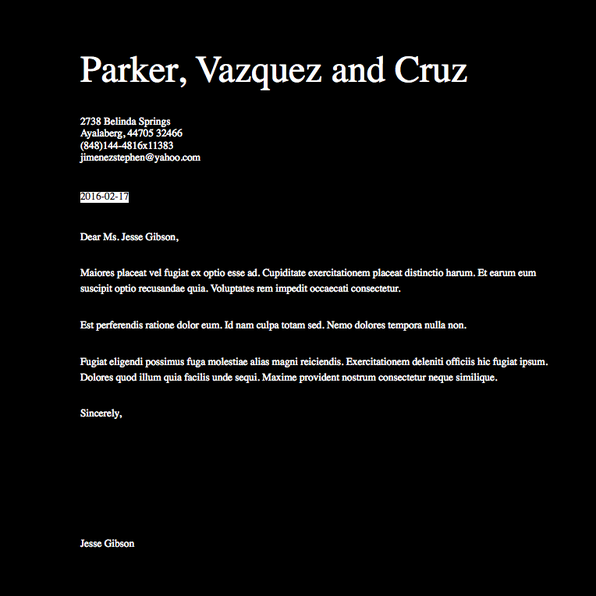 Parker, Vazquez and Cruz
2738 Belinda Springs
Ayalaberg, 44705 32466
(848)144-4816x11383
jimenezstephen@yahoo.com
2016-02-17
Dear Ms. Jesse Gibson,
Maiores placeat vel fugiat ex optio esse ad. Cupiditate exercitationem placeat distinctio harum. Et earum eum
suscipit optio recusandae quia. Voluptates rem impedit occaecati consectetur.
Est perferendis ratione dolor eum. Id nam culpa totam sed. Nemo dolores tempora nulla non.
Fugiat eligendi possimus fuga molestiae alias magni reiciendis. Exercitationem deleniti officiis hic fugiat ipsum.
Dolores quod illum quia facilis unde sequi. Maxime provident nostrum consectetur neque similique.
Sincerely,
Jesse Gibson